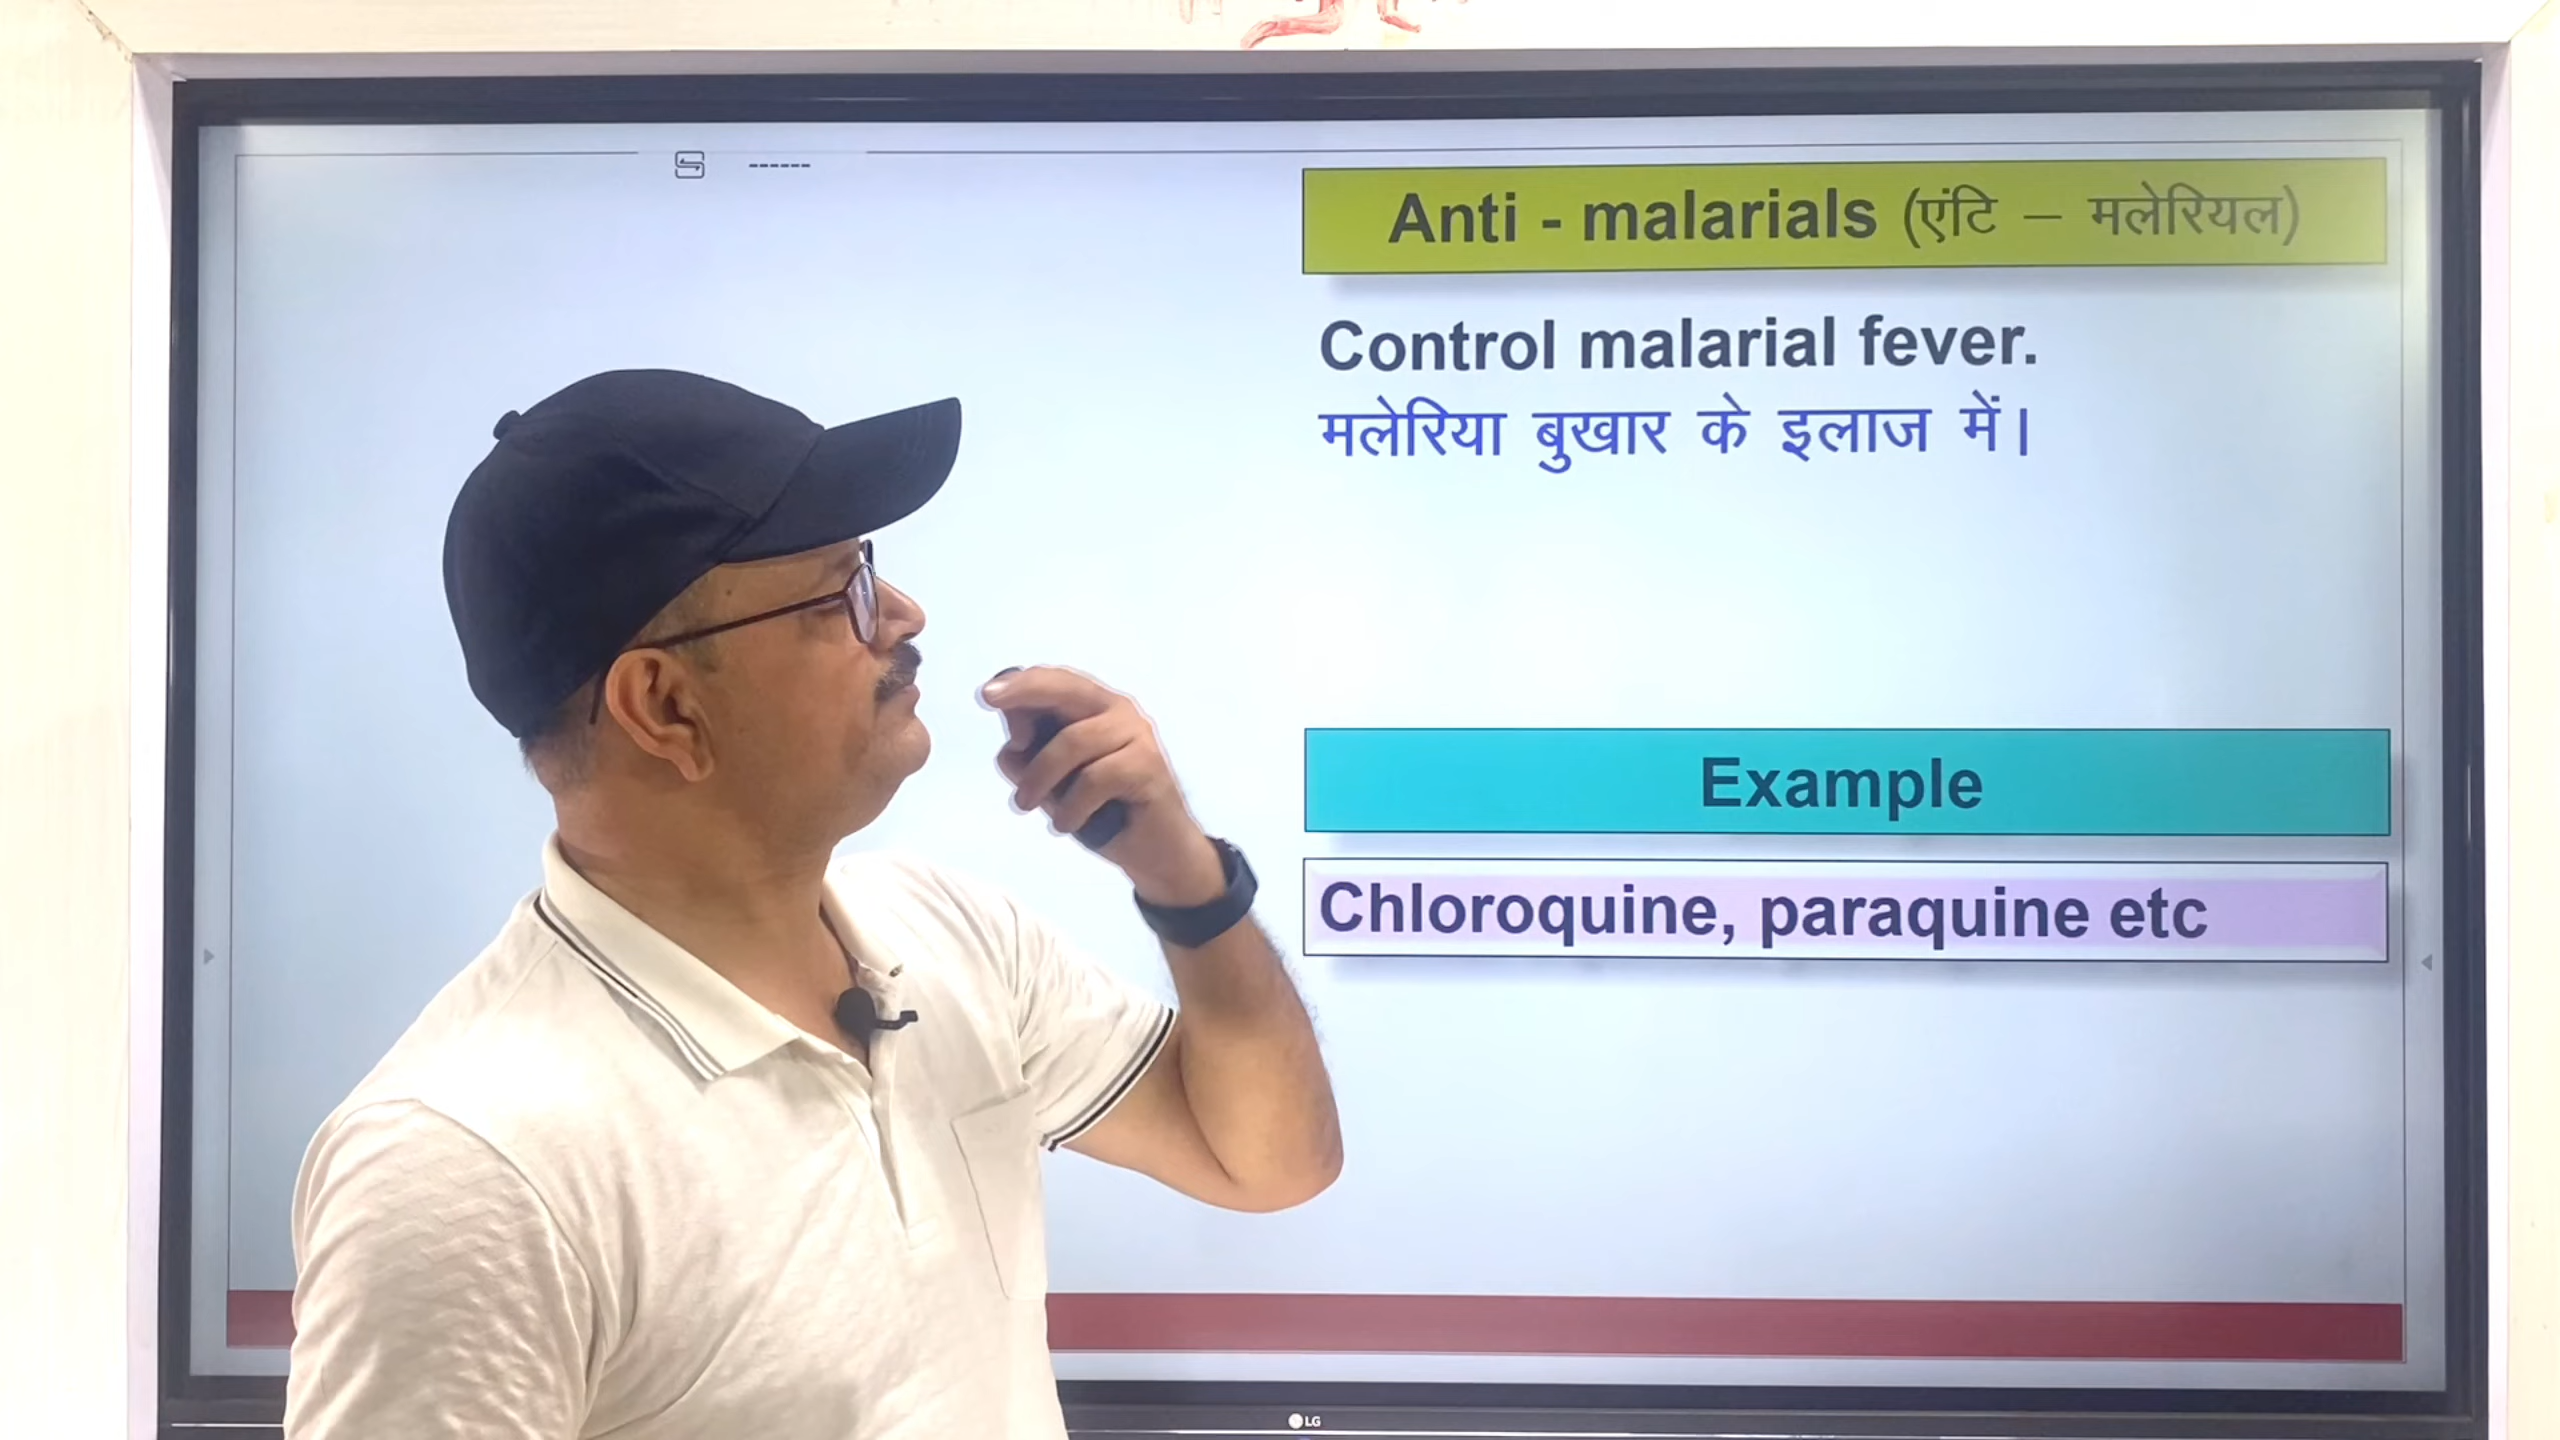 Anti - malarials (एंटि – मलेरियल)
Control malarial fever.
मलेरिया बुखार के इलाज में।
Example
Chloroquine, paraquine etc
LG